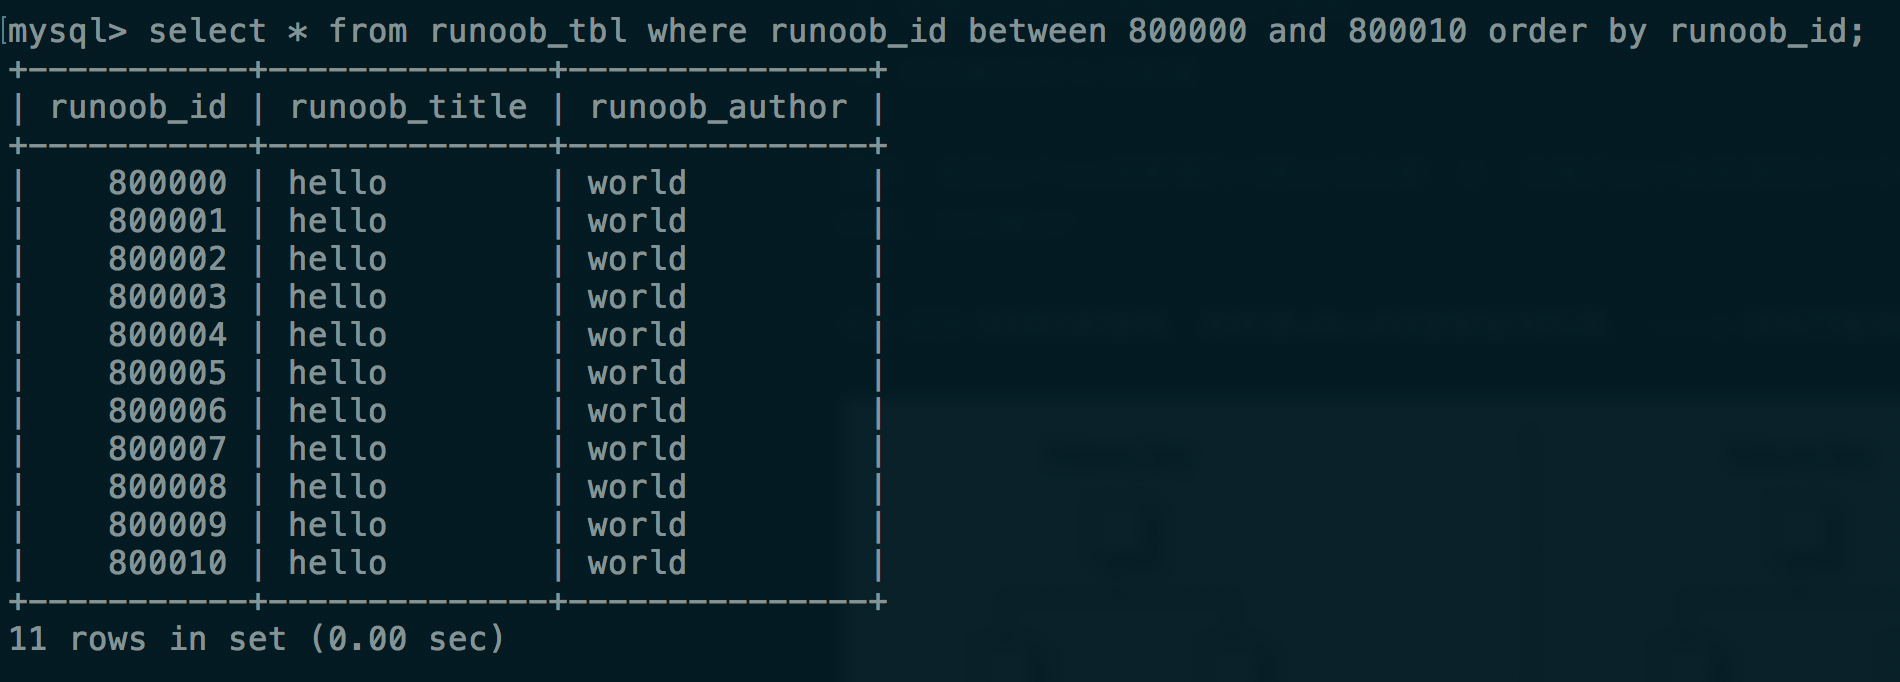 mysql> select * from runoob_tbl where runoob_id between 800000 and 800010 order by runoob_id;
+-----------+--------------+---------------+
| runoob_id | runoob_title | runoob_author |
+-----------+--------------+---------------+
|    800000 | hello        | world         |
|    800001 | hello        | world         |
|    800002 | hello        | world         |
|    800003 | hello        | world         |
|    800004 | hello        | world         |
|    800005 | hello        | world         |
|    800006 | hello        | world         |
|    800007 | hello        | world         |
|    800008 | hello        | world         |
|    800009 | hello        | world         |
|    800010 | hello        | world         |
+-----------+--------------+---------------+
11 rows in set (0.00 sec)